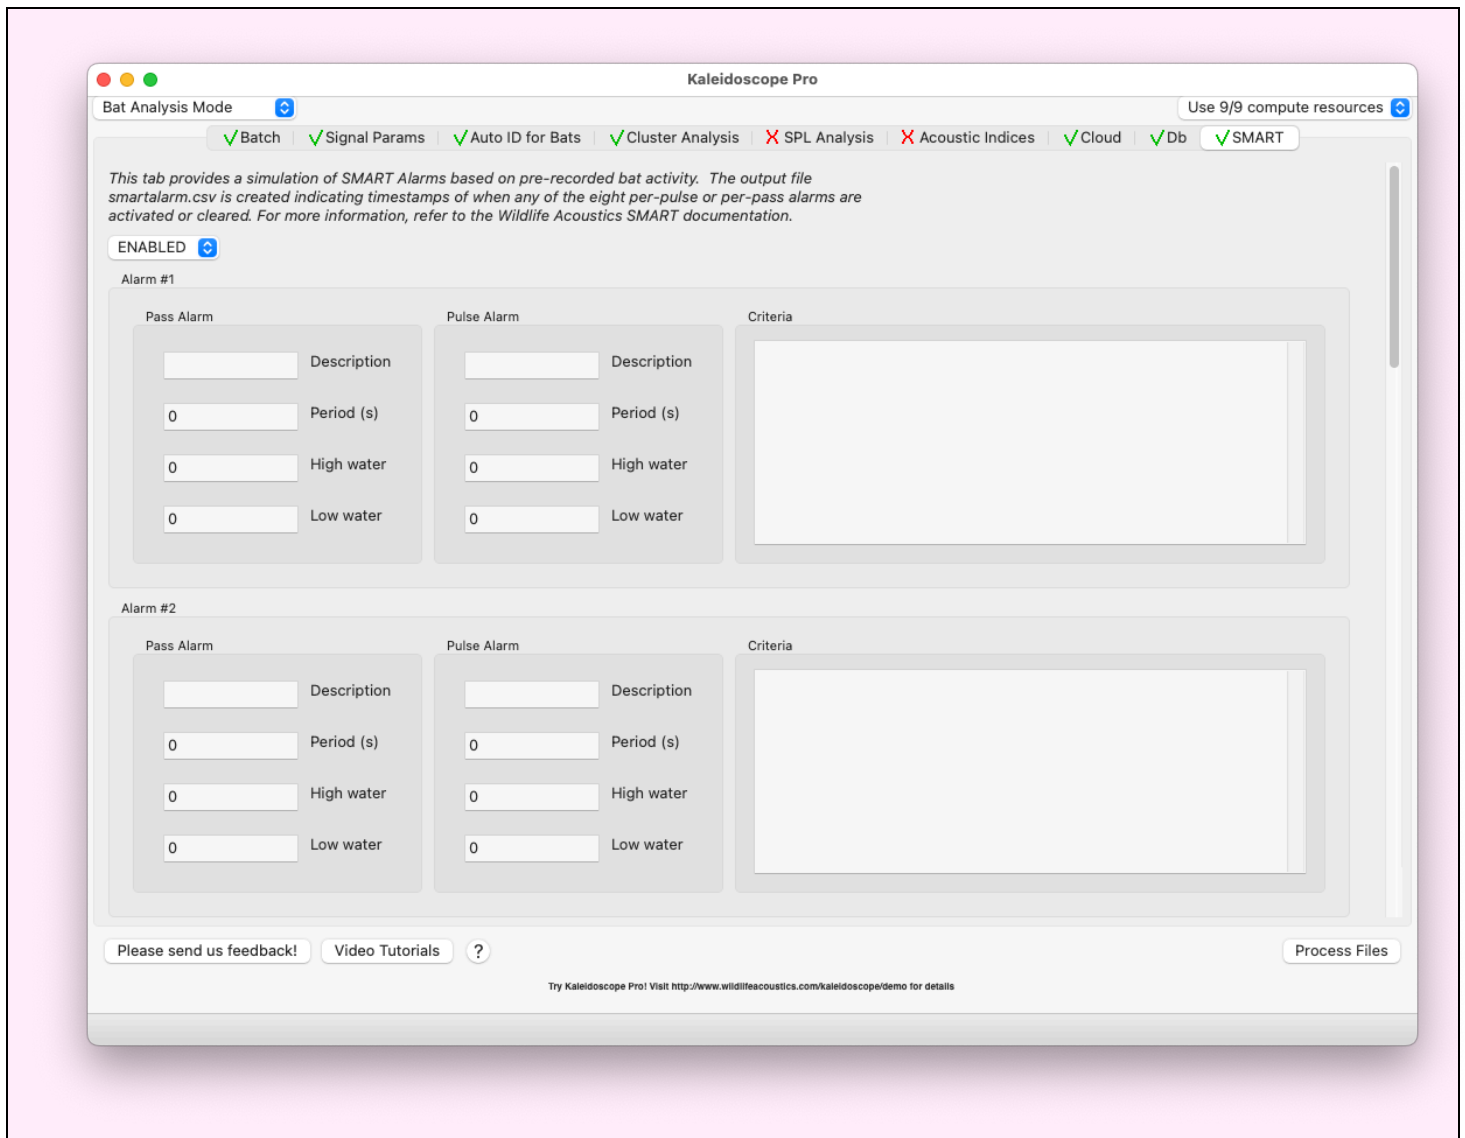 Kaleidoscope Pro
Bat Analysis Mode
Use 9/9 compute resources
Batch
Signal Params
Auto ID for Bats
Cluster Analysis
SPL Analysis
Acoustic Indices
Cloud
Db
SMART
This tab provides a simulation of SMART Alarms based on pre-recorded bat activity.  The output file
smartalarm.csv is created indicating timestamps of when any of the eight per-pulse or per-pass alarms are
activated or cleared. For more information, refer to the Wildlife Acoustics SMART documentation.
ENABLED
Alarm #1
Pass Alarm
Description
0 Period (s)
0 High water
0 Low water
Pulse Alarm
Description
0 Period (s)
0 High water
0 Low water
Criteria
Alarm #2
Pass Alarm
Description
0 Period (s)
0 High water
0 Low water
Pulse Alarm
Description
0 Period (s)
0 High water
0 Low water
Criteria
Please send us feedback!
Video Tutorials
?
Process Files
Try Kaleidoscope Pro! Visit http://www.wildlifeacoustics.com/kaleidoscope/demo for details